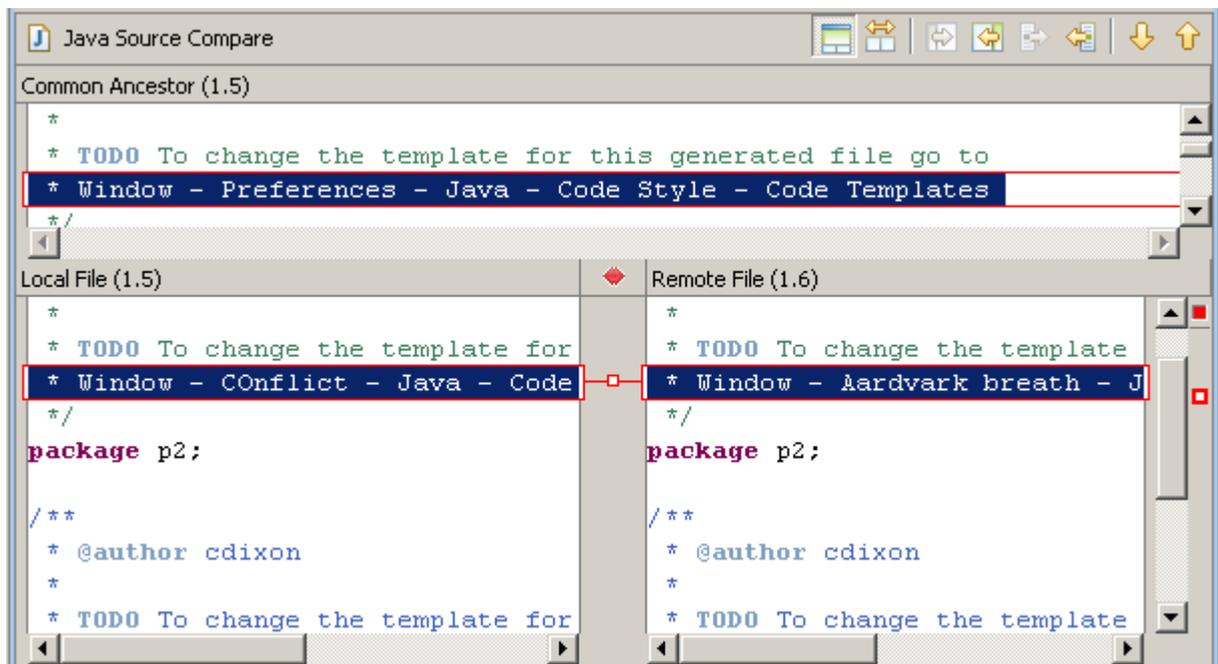 Java Source Compare
Common Ancestor (1.5)
*
* TODO To change the template for this generated file go to
* Window - Preferences - Java - Code Style - Code Templates
*/
Local File (1.5)
*
* TODO To change the template for
* Window - COnflict - Java - Code
*/
package p2;
/**
* @author cdixon
*
* TODO To change the template for
Remote File (1.6)
*
* TODO To change the template
* Window - Aardvark breath - J
*/
package p2;
/**
* @author cdixon
*
* TODO To change the template